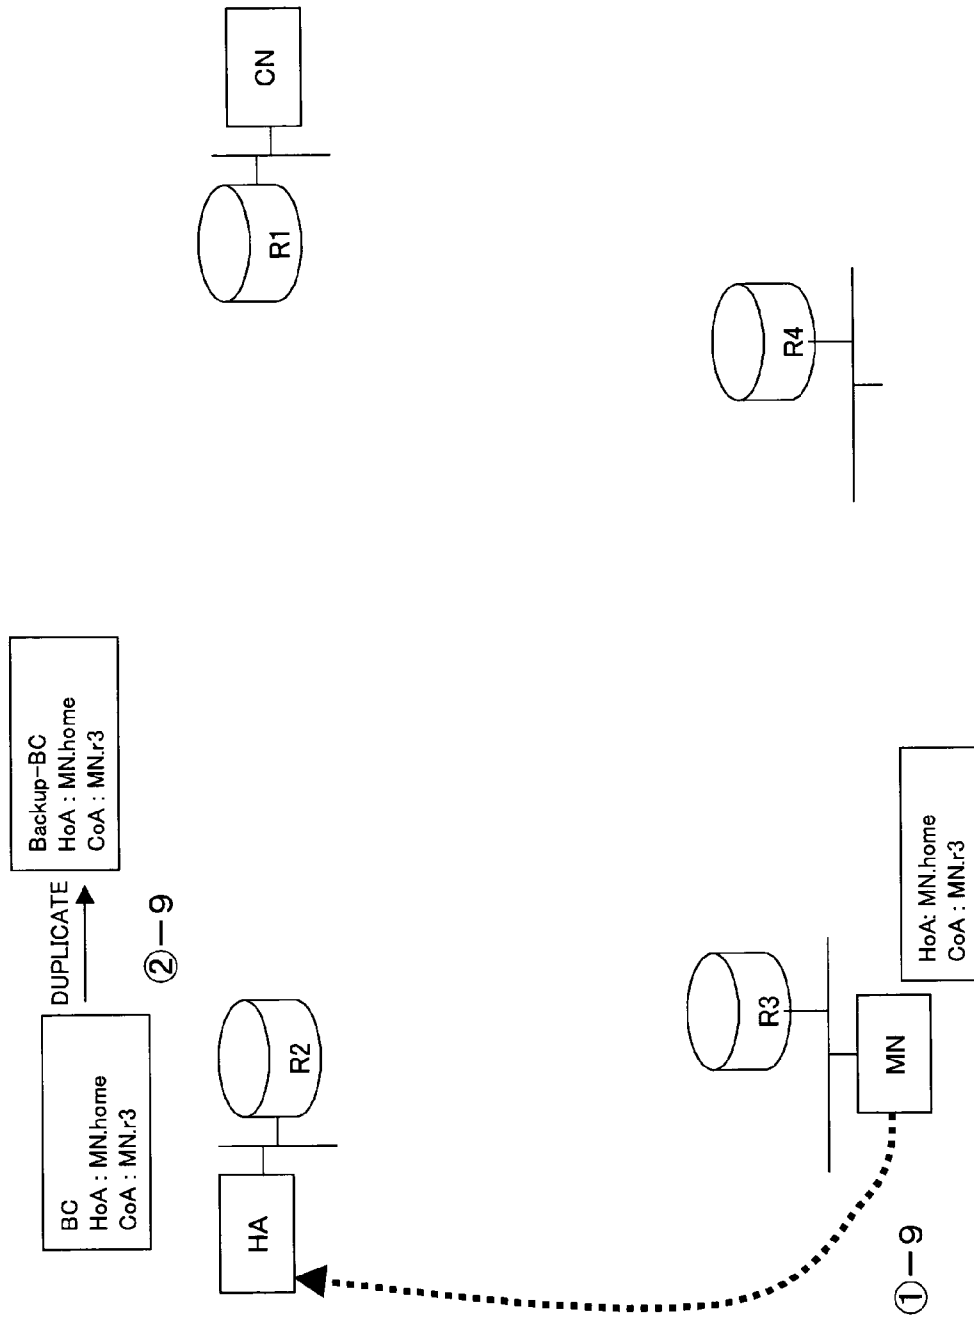 BC
HoA : MN.home
CoA : MN.r3
DUPLICATE
Backup-BC
HoA : MN.home
CoA : MN.r3
②-9
HA
R2
R1
CN
R3
R4
MN
①-9
HoA: MN.home
CoA : MN.r3